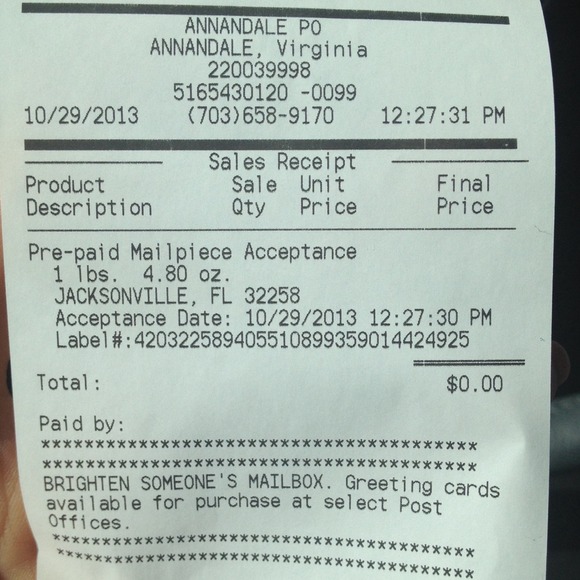 ANNANDALE PO
ANNANDALE, Virginia
220039998
5165430120 -0099
10/29/2013 (703)658-9170 12:27:31 PM
Sales Receipt
Product Sale Unit Final
Description Qty Price Price
Pre-paid Mailpiece Acceptance
1 lbs. 4.80 oz.
JACKSONVILLE, FL 32258
Acceptance Date: 10/29/2013 12:27:30 PM
Label#:420322589405510899359014424925
Total: $0.00
Paid by:
****************************************
****************************************
BRIGHTEN SOMEONE'S MAILBOX. Greeting cards
available for purchase at select Post
Offices.
****************************************
****************************************